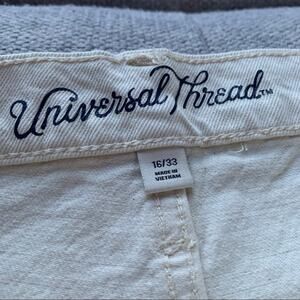 Universal Thread™
16/33
MADE IN
VIETNAM